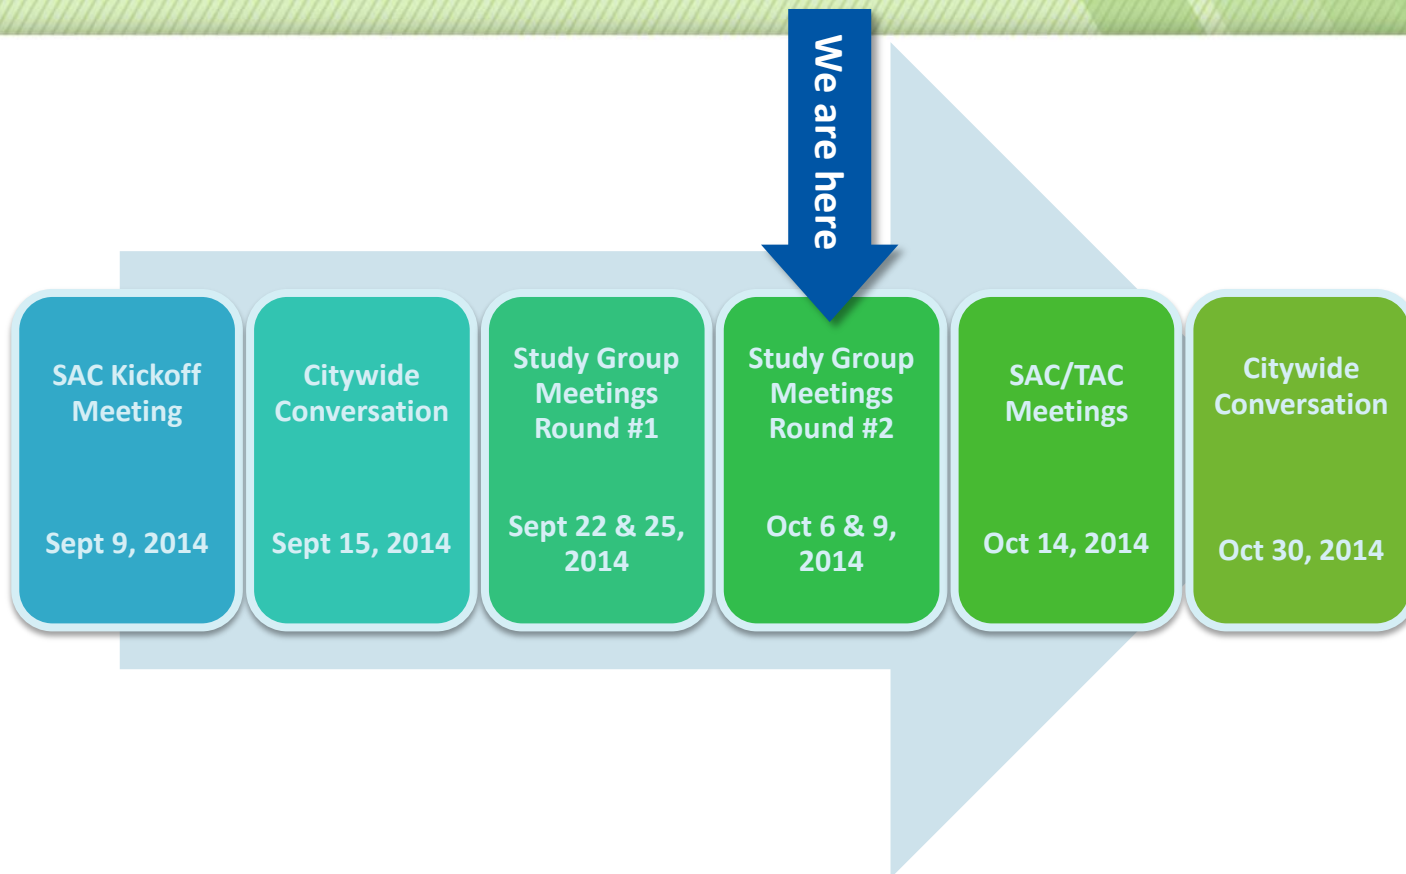 We are here
SAC Kickoff
Meeting
Sept 9, 2014
Citywide
Conversation
Sept 15, 2014
Study Group
Meetings
Round #1
Sept 22 & 25,
2014
Study Group
Meetings
Round #2
Oct 6 & 9,
2014
SAC/TAC
Meetings
Oct 14, 2014
Citywide
Conversation
Oct 30, 2014